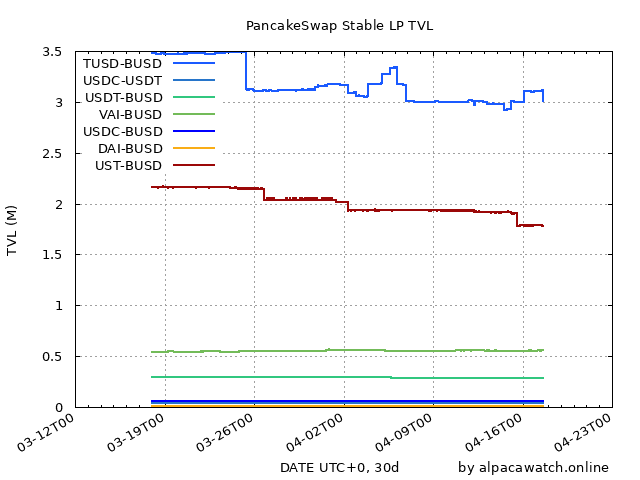 PancakeSwap Stable LP TVL
3.5
3
2.5
2
1.5
1
0.5
0
TVL (M)
TUSD-BUSD
USDC-USDT
USDT-BUSD
VAI-BUSD
USDC-BUSD
DAI-BUSD
UST-BUSD
03-12T00
03-19T00
03-26T00
04-02T00
04-09T00
04-16T00
04-23T00
DATE UTC+0, 30d
by alpacawatch.online